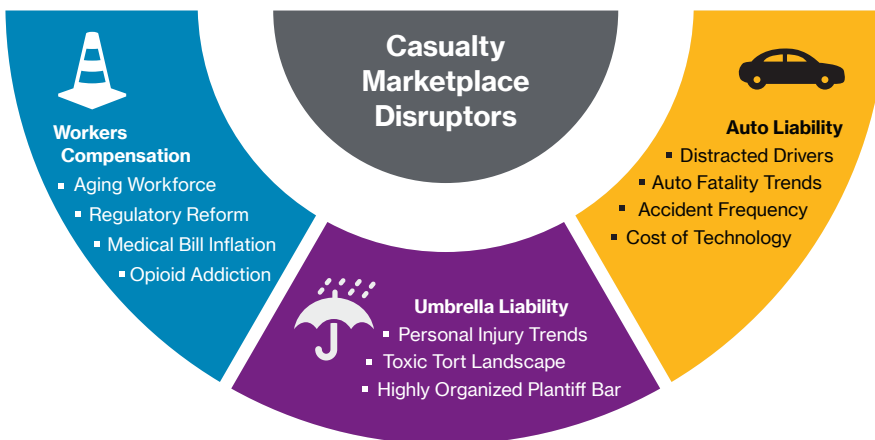 Casualty
Marketplace
Disruptors
Workers
Compensation
▪ Aging Workforce
▪ Regulatory Reform
▪ Medical Bill Inflation
▪ Opioid Addiction
Umbrella Liability
▪ Personal Injury Trends
▪ Toxic Tort Landscape
▪ Highly Organized Plantiff Bar
Auto Liability
▪ Distracted Drivers
▪ Auto Fatality Trends
▪ Accident Frequency
▪ Cost of Technology